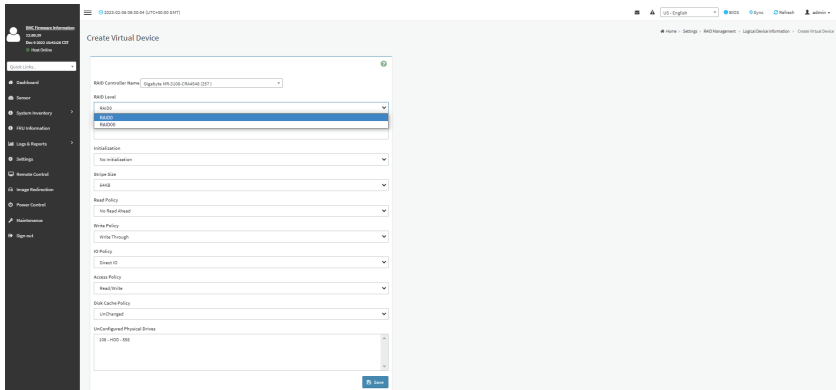 2023-02-08 06:30:04 (UTC+00:00 GMT)
US - English
BIOS
Sync
Refresh
admin
BMC Firmware Information
Host Online
Create Virtual Device
Home - Settings - RAID Management - Logical Device Information - Create Virtual Device
Quick Links...
Dashboard
Sensor
System Inventory
FRU Information
Logs & Reports
Settings
Remote Control
Image Redirection
Power Control
Maintenance
Sign out
RAID Controller Name
RAID Level
RAID0
RAID0
RAID00
Initialization
No Initialization
Stripe Size
64KB
Read Policy
No Read Ahead
Write Policy
Write Through
IO Policy
Direct IO
Access Policy
Read/Write
Disk Cache Policy
UnChanged
UnConfigured Physical Drives
Save